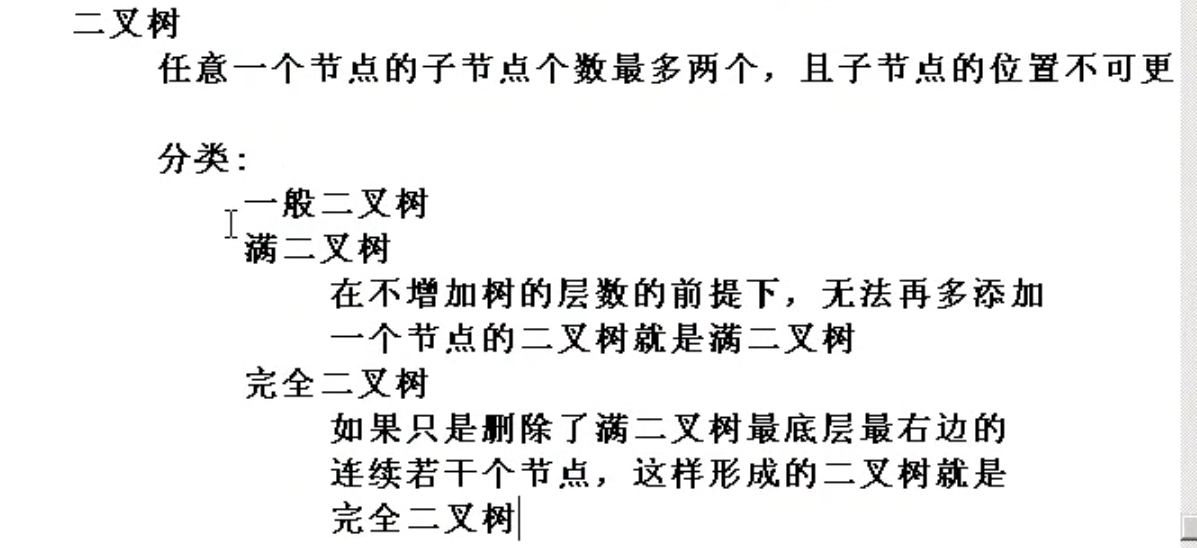 二叉树
任意一个节点的子节点个数最多两个，且子节点的位置不可更
分类：
一般二叉树
满二叉树
在不增加树的层数的前提下，无法再多添加
一个节点的二叉树就是满二叉树
完全二叉树
如果只是删除了满二叉树最底层最右边的
连续若干个节点，这样形成的二叉树就是
完全二叉树